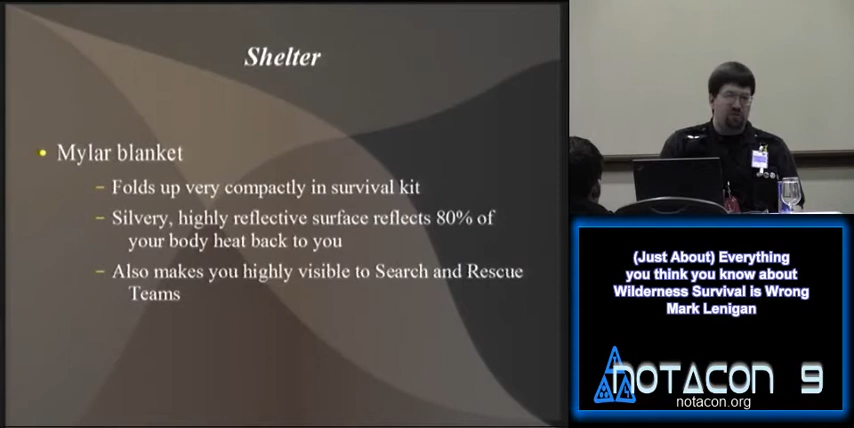 Shelter
• Mylar blanket
– Folds up very compactly in survival kit
– Silvery, highly reflective surface reflects 80% of
your body heat back to you
– Also makes you highly visible to Search and Rescue
Teams
(Just About) Everything
you think you know about
Wilderness Survival is Wrong
Mark Lenigan
NOTACON 9
notacon.org